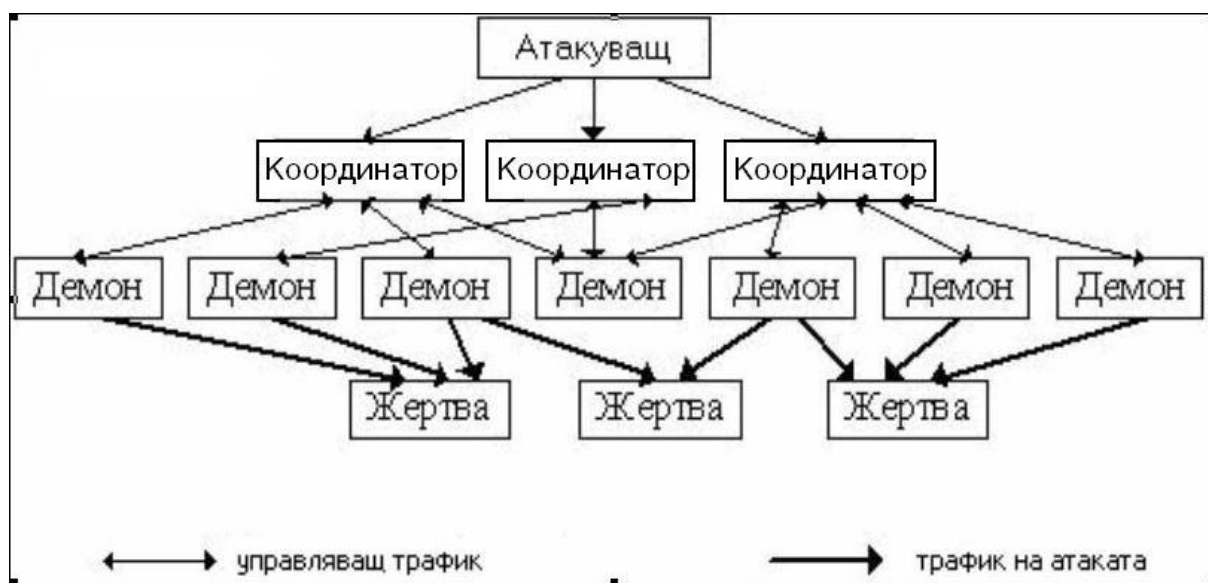 Атакуващ
Координатор Координатор Координатор
Демон Демон Демон Демон Демон Демон Демон
Жертва Жертва Жертва
управляващ трафик трафик на атаката